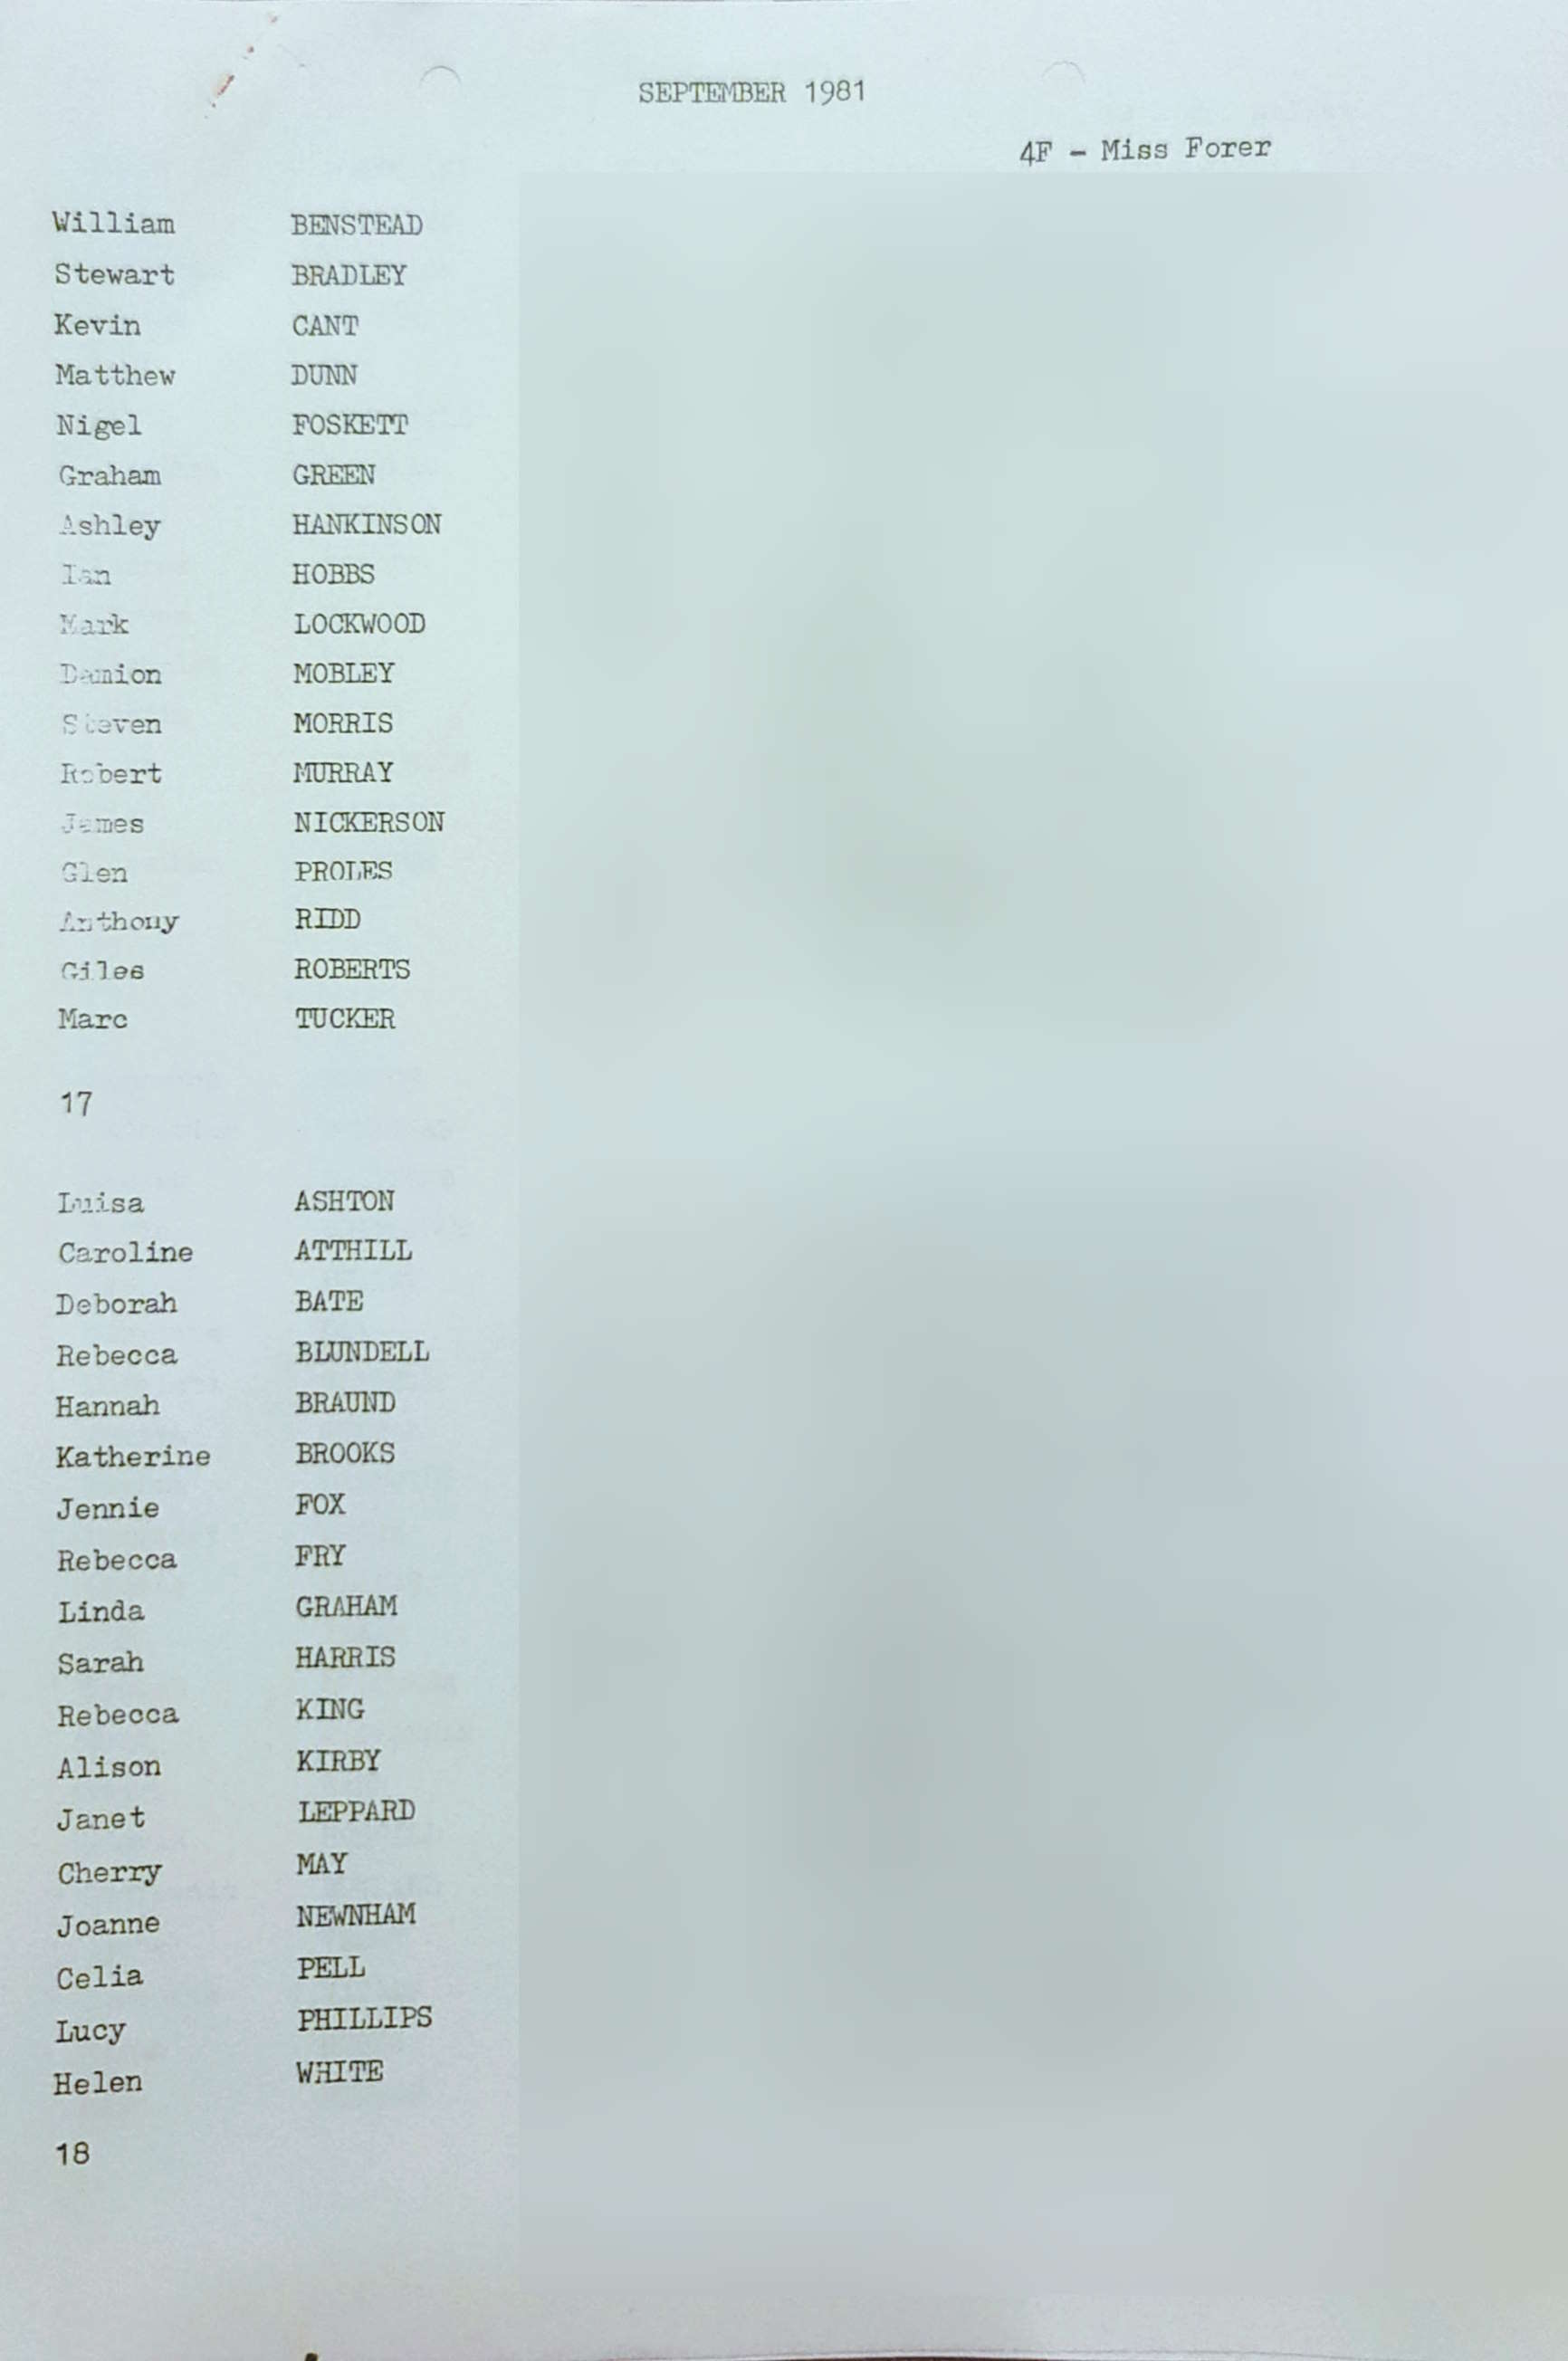 SEPTEMBER 1981
4F - Miss Forer
William BENSTEAD
Stewart BRADLEY
Kevin CANT
Matthew DUNN
Nigel FOSKETT
Graham GREEN
Ashley HANKINSON
Ian HOBBS
Mark LOCKWOOD
Damion MOBLEY
Steven MORRIS
Robert MURRAY
James NICKERSON
Glen PROLES
Anthony RIDD
Giles ROBERTS
Marc TUCKER
17
Luisa ASHTON
Caroline ATTHILL
Deborah BATE
Rebecca BLUNDELL
Hannah BRAUND
Katherine BROOKS
Jennie FOX
Rebecca FRY
Linda GRAHAM
Sarah HARRIS
Rebecca KING
Alison KIRBY
Janet LEPPARD
Cherry MAY
Joanne NEWNHAM
Celia PELL
Lucy PHILLIPS
Helen WHITE
18